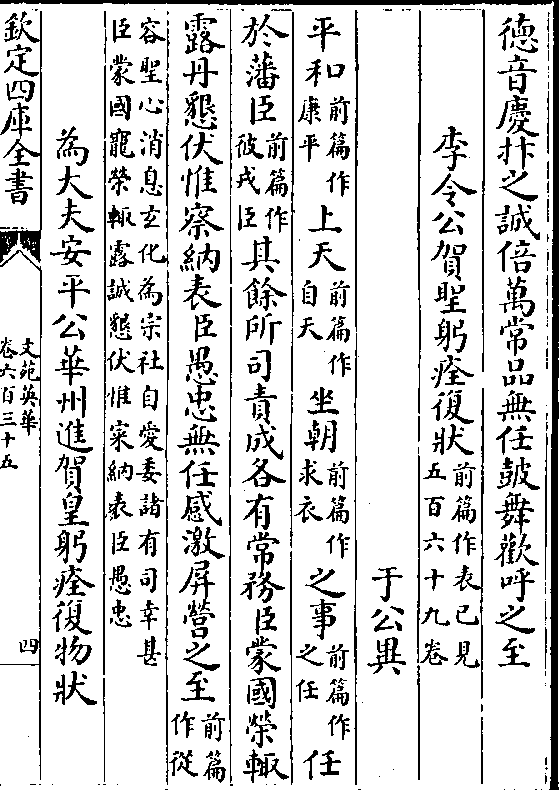 德音慶抃之誠倍萬常品無任皷舞歡呼之至
李令公賀聖躬痊復狀前篇作表已見五百六十九卷
于公異
平和前篇作康平上天前篇作自天坐朝前篇作求衣之事前篇作之任任
於藩臣前篇作彼戎臣其餘所司責成各有常務臣蒙國榮輙
露丹懇伏惟察納表臣愚忠無任感激屏營之至前篇作從
容聖心消息玄化為宗社自愛委諸有司幸甚臣蒙國寵榮輙露誠懇伏惟寀納表臣愚忠
為大夫安平公華州進賀皇躬痊復物狀
欽定四庫全書
文苑英華
卷六百三十五
四